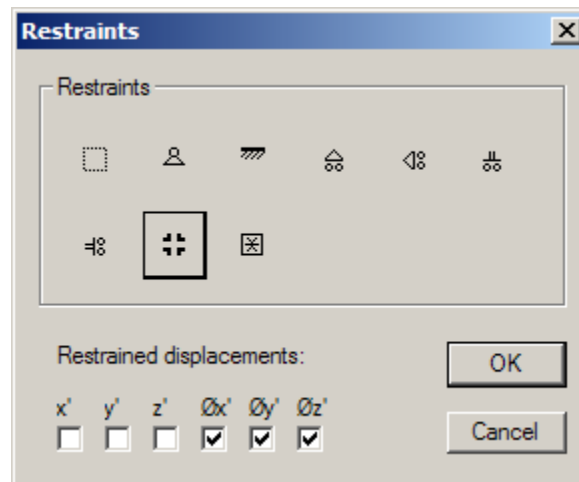 Restraints
Restraints
Restrained displacements:
x' y' z' Øx' Øy' Øz'
OK
Cancel